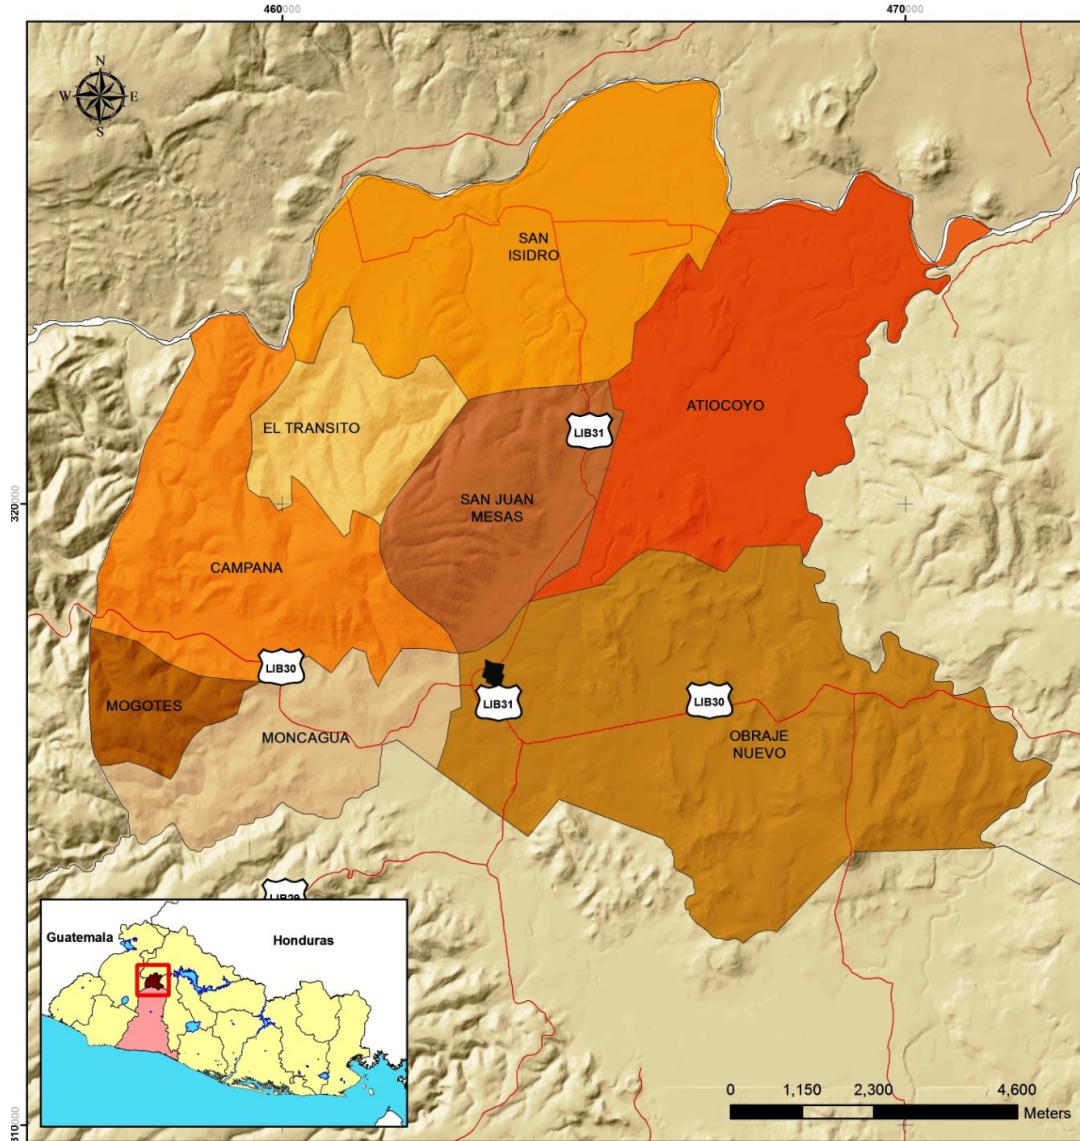 460000
470000
N
W
E
S
SAN
ISIDRO
ATIOCOYO
LIB31
EL TRANSITO
SAN JUAN
MESAS
320000
CAMPANA
LIB30
MOGOTES
LIB31
LIB30
MONCAGUA
OBRAJE
NUEVO
LIB29
Guatemala
Honduras
0
1,150
2,300
4,600
Meters
310000